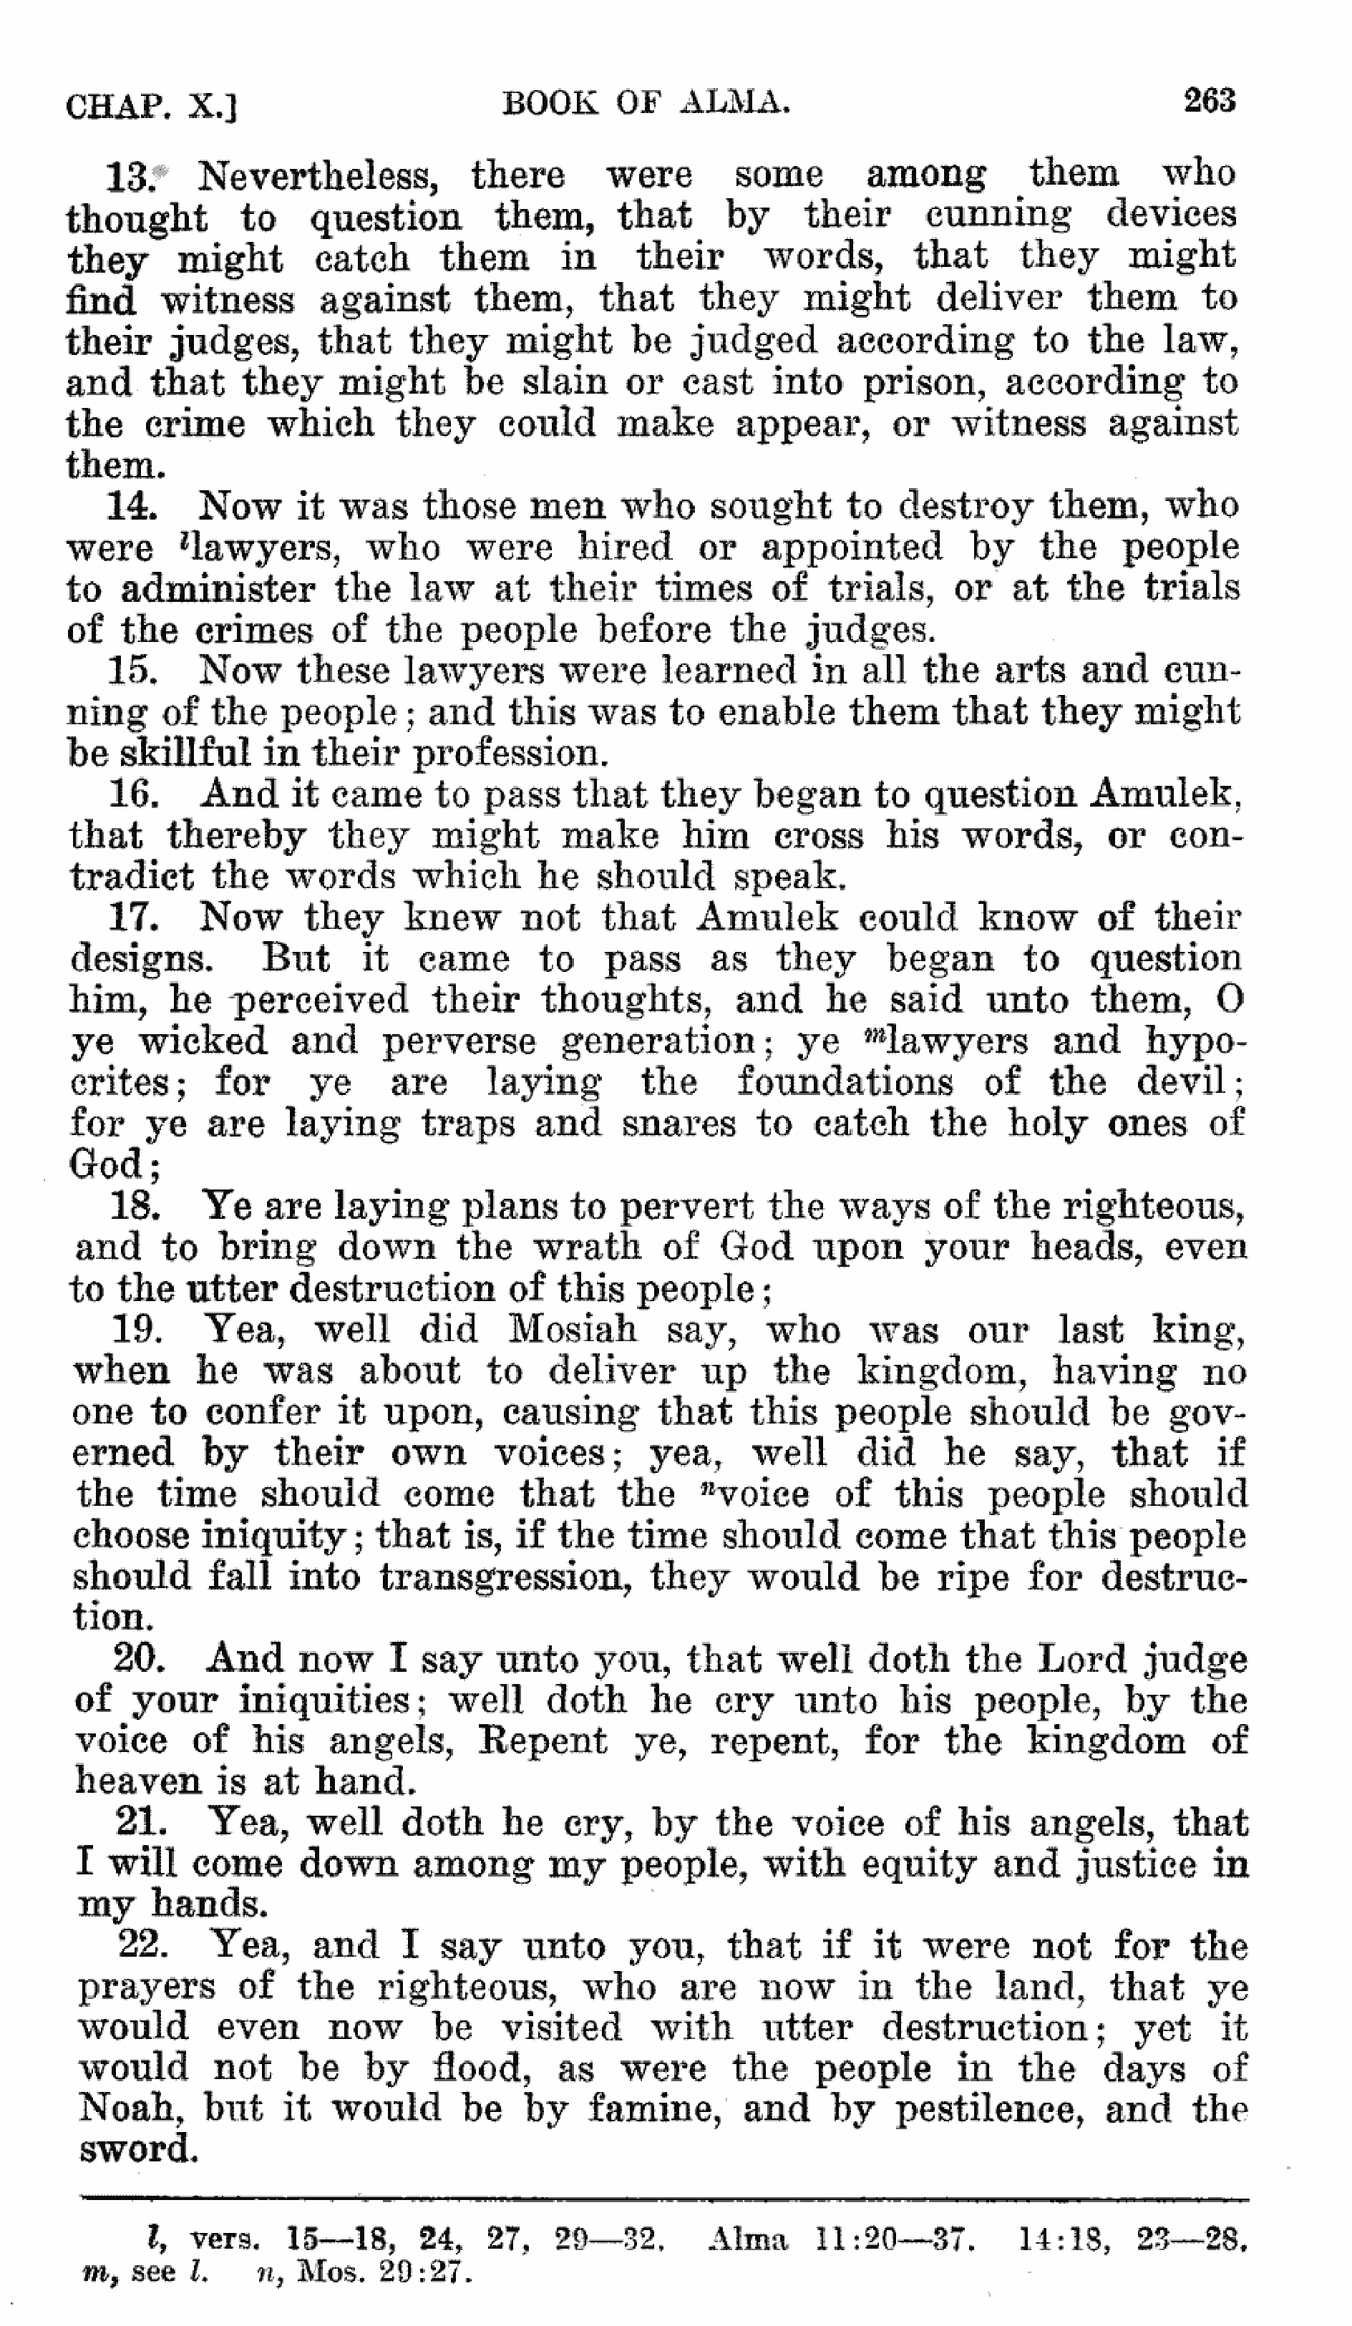 CHAP. X.] BOOK OF ALMA. 263
13. Nevertheless, there were some among them who
thought to question them, that by their cunning devices
they might catch them in their words, that they might
find witness against them, that they might deliver them to
their judges, that they might be judged according to the law,
and that they might be slain or cast into prison, according to
the crime which they could make appear, or witness against
them.
14. Now it was those men who sought to destroy them, who
were llawyers, who were hired or appointed by the people
to administer the law at their times of trials, or at the trials
of the crimes of the people before the judges.
15. Now these lawyers were learned in all the arts and cun-
ning of the people; and this was to enable them that they might
be skillful in their profession.
16. And it came to pass that they began to question Amulek,
that thereby they might make him cross his words, or con-
tradict the words which he should speak.
17. Now they knew not that Amulek could know of their
designs. But it came to pass as they began to question
him, he perceived their thoughts, and he said unto them, O
ye wicked and perverse generation; ye mlawyers and hypo-
crites; for ye are laying the foundations of the devil;
for ye are laying traps and snares to catch the holy ones of
God;
18. Ye are laying plans to pervert the ways of the righteous,
and to bring down the wrath of God upon your heads, even
to the utter destruction of this people;
19. Yea, well did Mosiah say, who was our last king,
when he was about to deliver up the kingdom, having no
one to confer it upon, causing that this people should be gov-
erned by their own voices; yea, well did he say, that if
the time should come that the nvoice of this people should
choose iniquity; that is, if the time should come that this people
should fall into transgression, they would be ripe for destruc-
tion.
20. And now I say unto you, that well doth the Lord judge
of your iniquities; well doth he cry unto his people, by the
voice of his angels, Repent ye, repent, for the kingdom of
heaven is at hand.
21. Yea, well doth he cry, by the voice of his angels, that
I will come down among my people, with equity and justice in
my hands.
22. Yea, and I say unto you, that if it were not for the
prayers of the righteous, who are now in the land, that ye
would even now be visited with utter destruction; yet it
would not be by flood, as were the people in the days of
Noah, but it would be by famine, and by pestilence, and the
sword.
l, vers. 15—18, 24, 27, 29—32. Alma 11:20—37. 14:18, 23—28.
m, see l. n, Mos. 29:27.